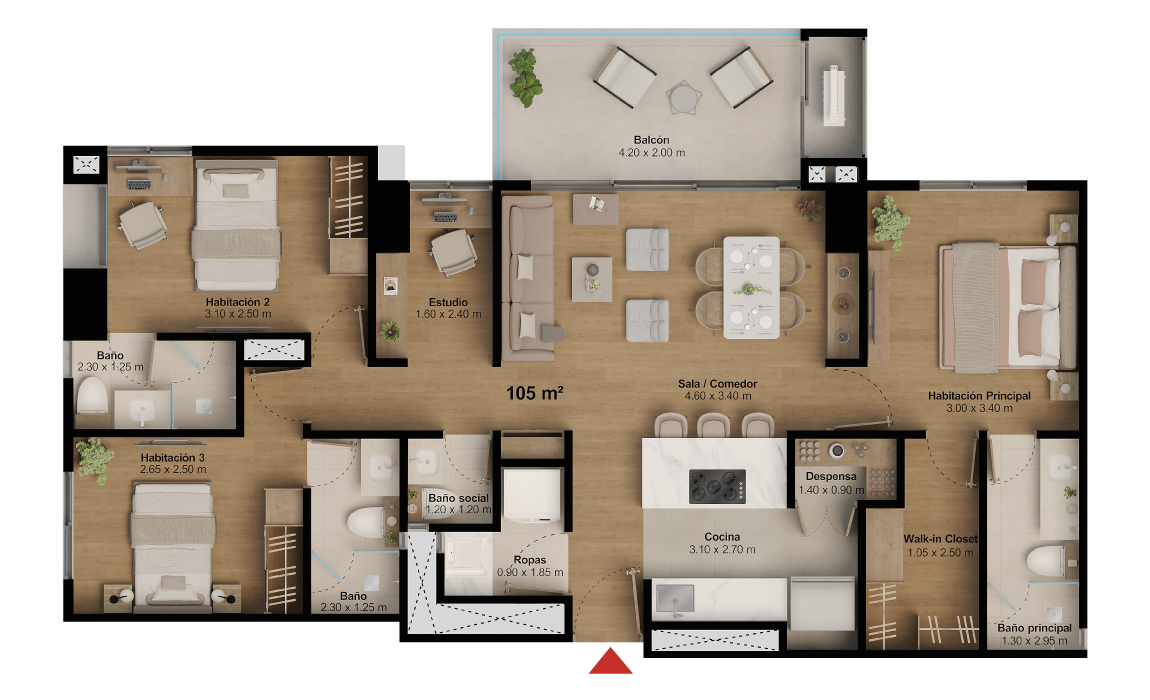 Balcón
4.20 x 2.00 m
Habitación 2
3.10 x 2.50 m
Estudio
1.60 x 2.40 m
Baño
2.30 x 1.25 m
105 m²
Sala / Comedor
4.60 x 3.40 m
Habitación Principal
3.00 x 3.40 m
Habitación 3
2.65 x 2.50 m
Baño social
1.20 x 1.20 m
Despensa
1.40 x 0.90 m
Cocina
3.10 x 2.70 m
Walk-in Closet
1.05 x 2.50 m
Ropas
0.90 x 1.85 m
Baño
2.30 x 1.25 m
Baño principal
1.30 x 2.95 m